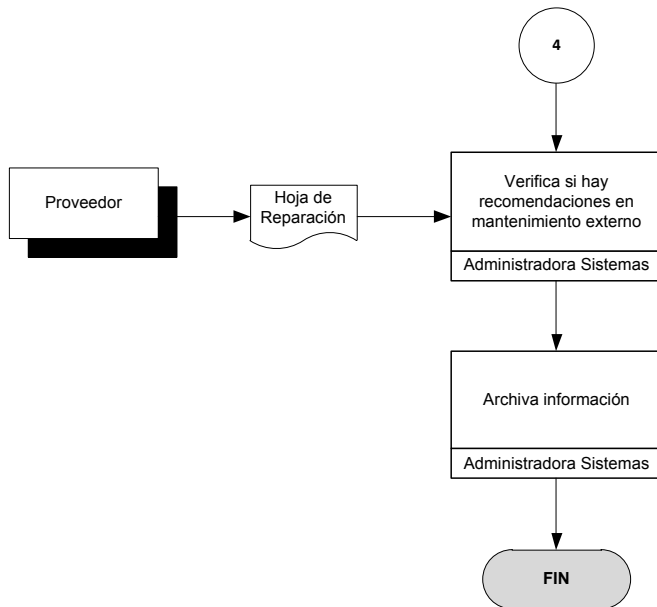 4
Proveedor
Hoja de
Reparación
Verifica si hay
recomendaciones en
mantenimiento externo
Administradora Sistemas
Archiva información
Administradora Sistemas
FIN